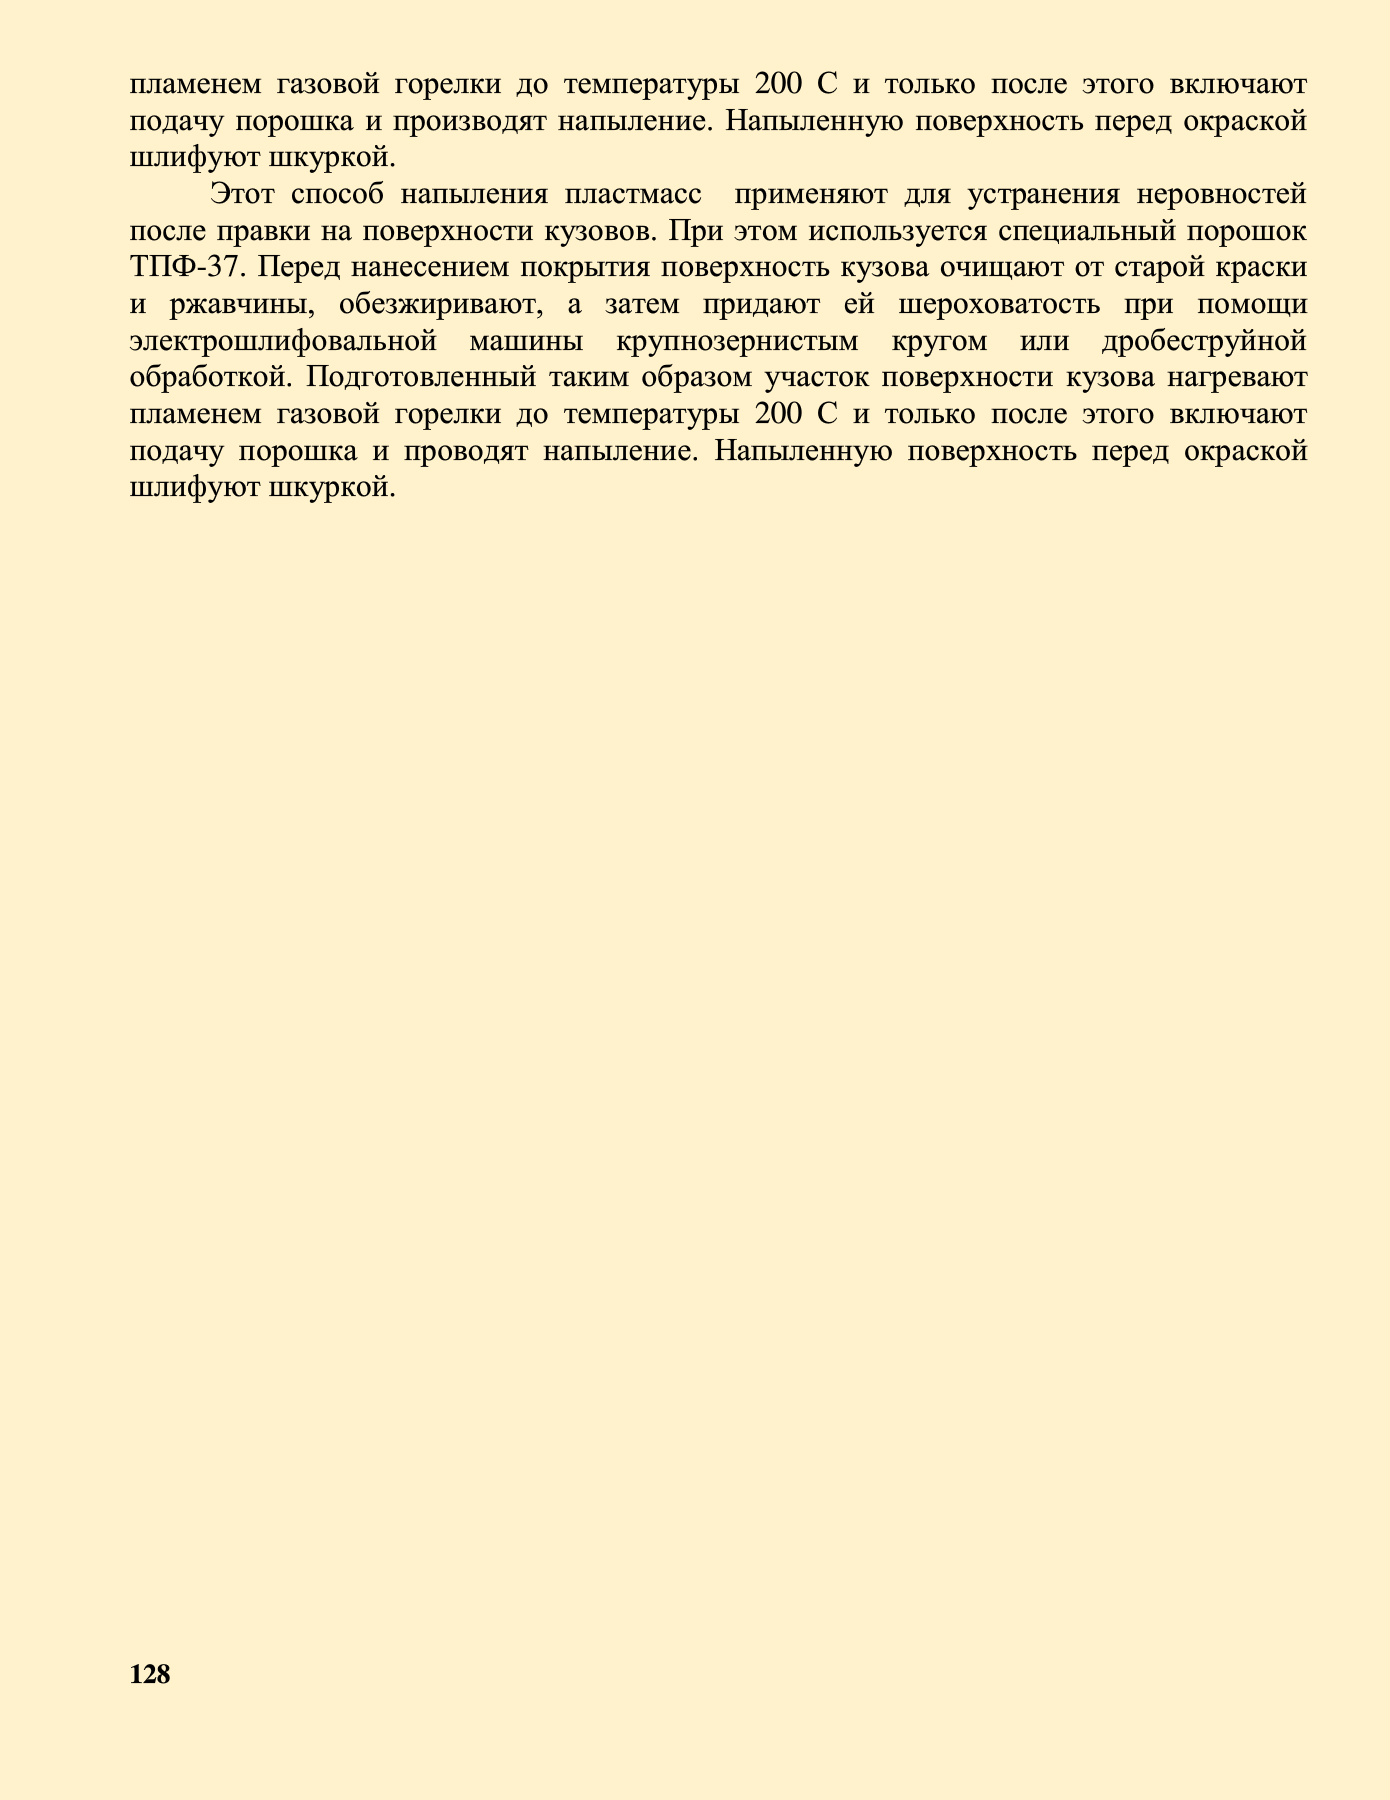 пламенем газовой горелки до температуры 200 С и только после этого включают
подачу порошка и производят напыление. Напыленную поверхность перед окраской
шлифуют шкуркой.
Этот способ напыления пластмасс применяют для устранения неровностей
после правки на поверхности кузовов. При этом используется специальный порошок
ТПФ-37. Перед нанесением покрытия поверхность кузова очищают от старой краски
и ржавчины, обезжиривают, а затем придают ей шероховатость при помощи
электрошлифовальной машины крупнозернистым кругом или дробеструйной
обработкой. Подготовленный таким образом участок поверхности кузова нагревают
пламенем газовой горелки до температуры 200 С и только после этого включают
подачу порошка и проводят напыление. Напыленную поверхность перед окраской
шлифуют шкуркой.
128